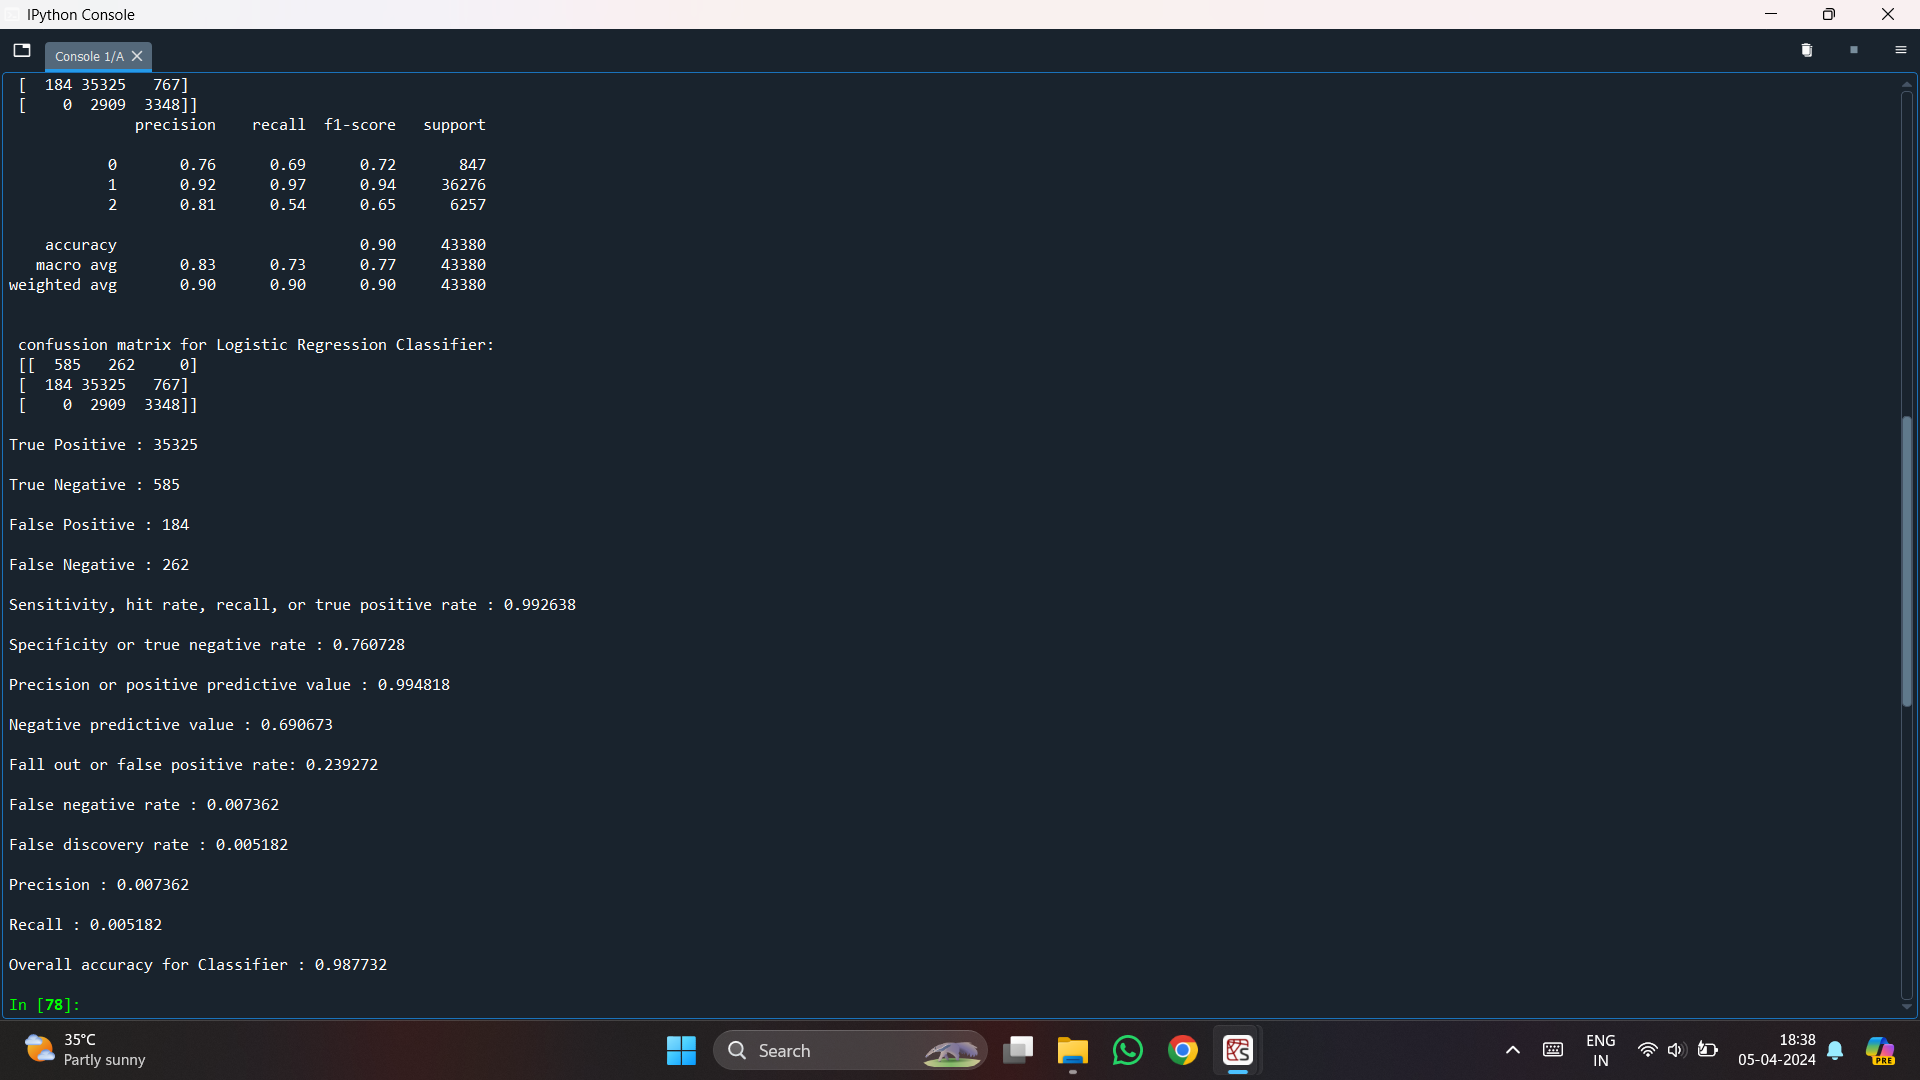 IPython Console
Console 1/A
[  184 35325   767]
[    0  2909  3348]]
precision    recall  f1-score   support
0       0.76      0.69      0.72       847
1       0.92      0.97      0.94     36276
2       0.81      0.54      0.65      6257
accuracy                           0.90     43380
macro avg       0.83      0.73      0.77     43380
weighted avg       0.90      0.90      0.90     43380
confussion matrix for Logistic Regression Classifier:
[[  585   262     0]
[  184 35325   767]
[    0  2909  3348]]
True Positive : 35325
True Negative : 585
False Positive : 184
False Negative : 262
Sensitivity, hit rate, recall, or true positive rate : 0.992638
Specificity or true negative rate : 0.760728
Precision or positive predictive value : 0.994818
Negative predictive value : 0.690673
Fall out or false positive rate: 0.239272
False negative rate : 0.007362
False discovery rate : 0.005182
Precision : 0.007362
Recall : 0.005182
Overall accuracy for Classifier : 0.987732
In [78]:
35°C
Partly sunny
Search
PRE
ENG
IN
18:38
05-04-2024